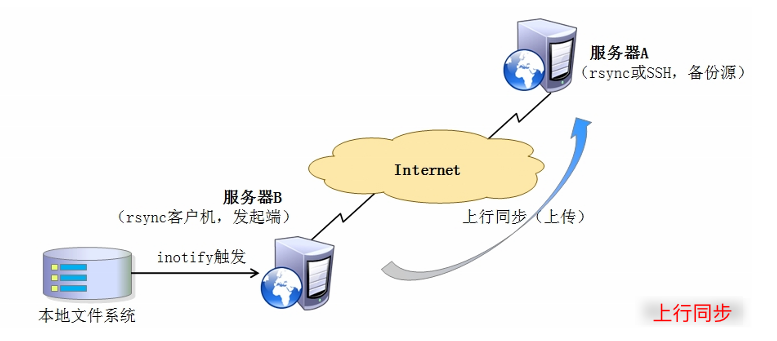 服务器A
（rsync或SSH，备份源）
Internet
服务器B
（rsync客户机，发起端）
上行同步（上传）
inotify触发
本地文件系统
上行同步